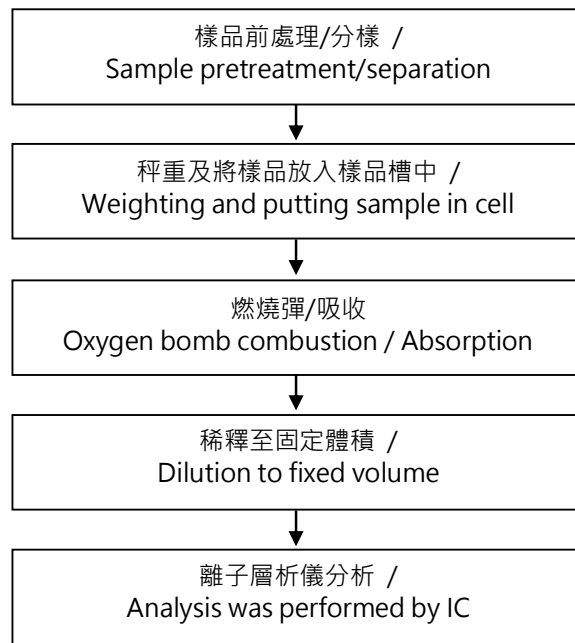 樣品前處理/分樣 /
Sample pretreatment/separation
秤重及將樣品放入樣品槽中 /
Weighting and putting sample in cell
燃燒彈/吸收
Oxygen bomb combustion / Absorption
稀釋至固定體積 /
Dilution to fixed volume
離子層析儀分析 /
Analysis was performed by IC